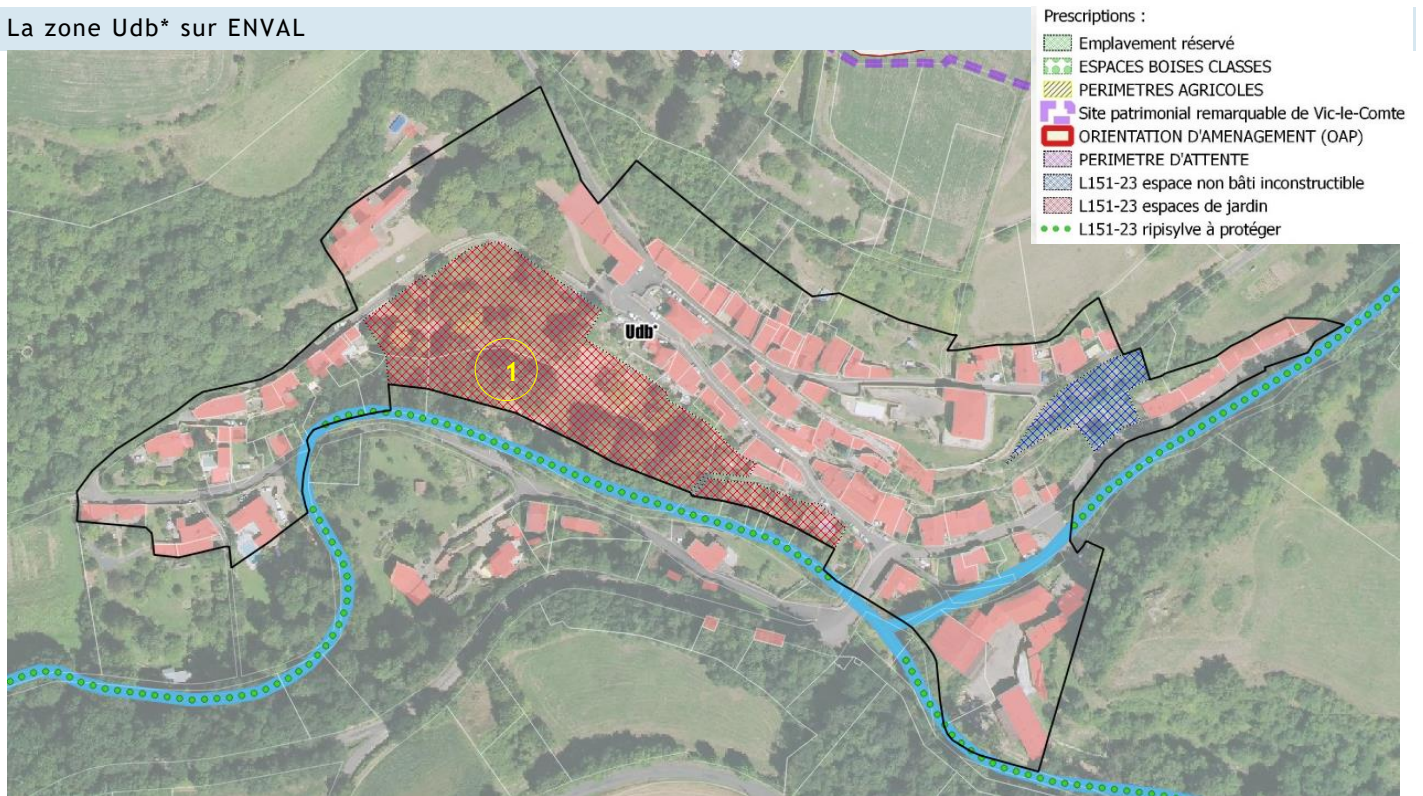 La zone Udb* sur ENVAL
Prescriptions :
Emplavement réservé
ESPACES BOISES CLASSES
PERIMETRES AGRICOLES
Site patrimonial remarquable de Vic-le-Comte
ORIENTATION D'AMENAGEMENT (OAP)
PERIMETRE D'ATTENTE
L151-23 espace non bâti inconstructible
L151-23 espaces de jardin
L151-23 ripisylve à protéger
Udb*
1